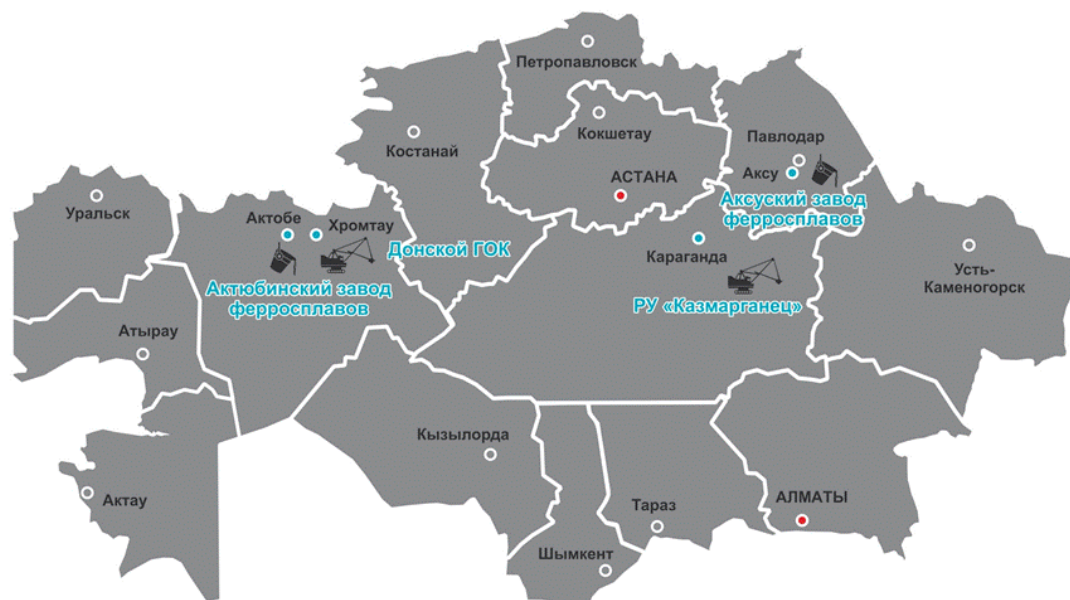 Петропавловск
Кокшетау
Павлодар
Костанай
АСТАНА
Аксу
Аксуский завод
ферросплавов
Уральск
Актобе
Хромтау
Донской ГОК
Караганда
Усть-
Каменогорск
Актюбинский завод
ферросплавов
РУ «Казмарганец»
Атырау
Кызылорда
Актау
Тараз
АЛМАТЫ
Шымкент